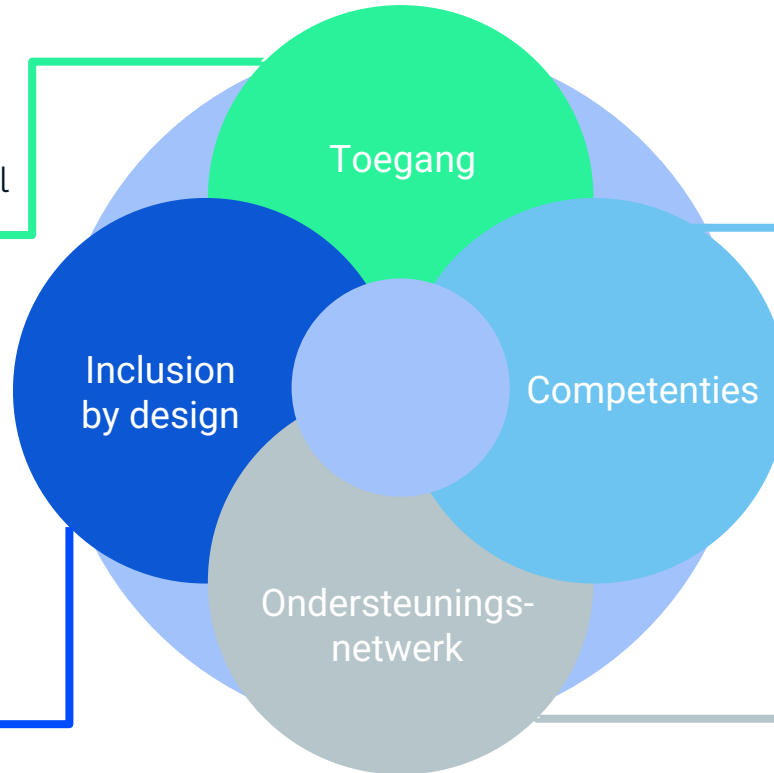 Toegang
Inclusion
by design
Competenties
Ondersteunings-
netwerk